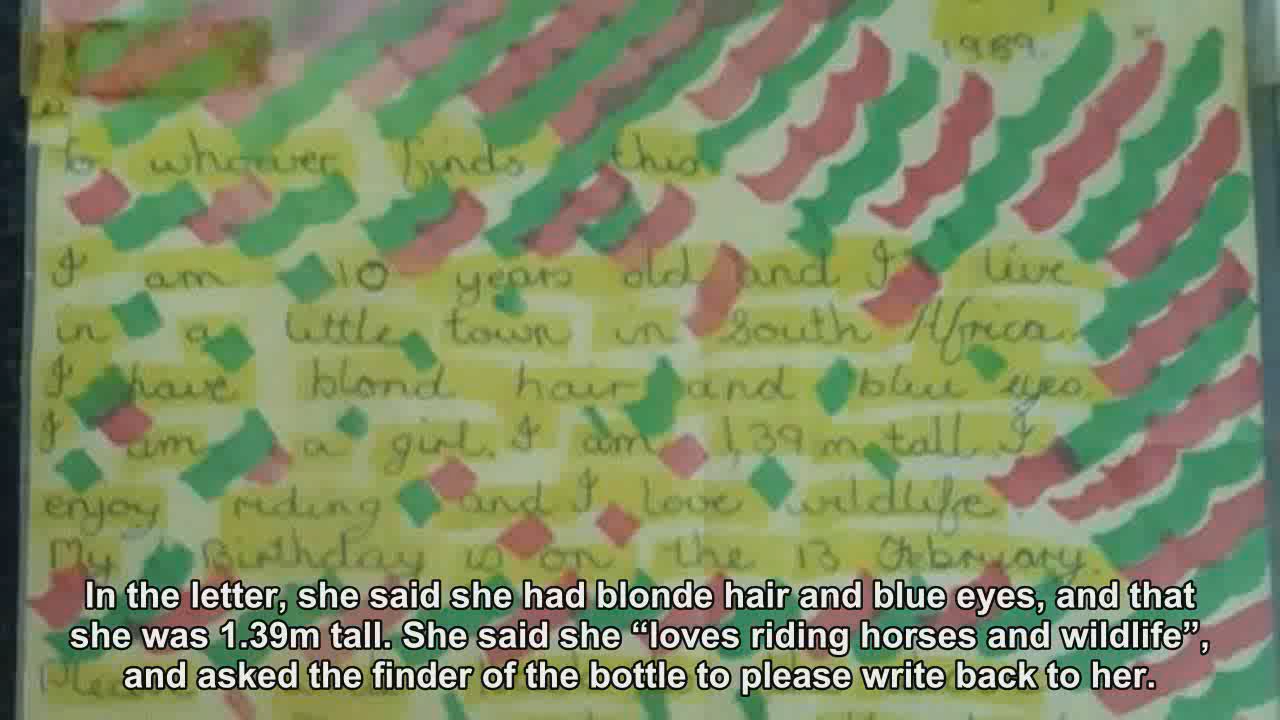 1989.
To whoever finds this.
I am 10 years old and I live
in a little town in South Africa.
I have blond hair and blue eyes.
I am a girl. I am 1,39 m tall. I
enjoy riding and I love wildlife
My Birthday is on the 13 February.
In the letter, she said she had blonde hair and blue eyes, and that
she was 1.39m tall. She said she “loves riding horses and wildlife”,
and asked the finder of the bottle to please write back to her.